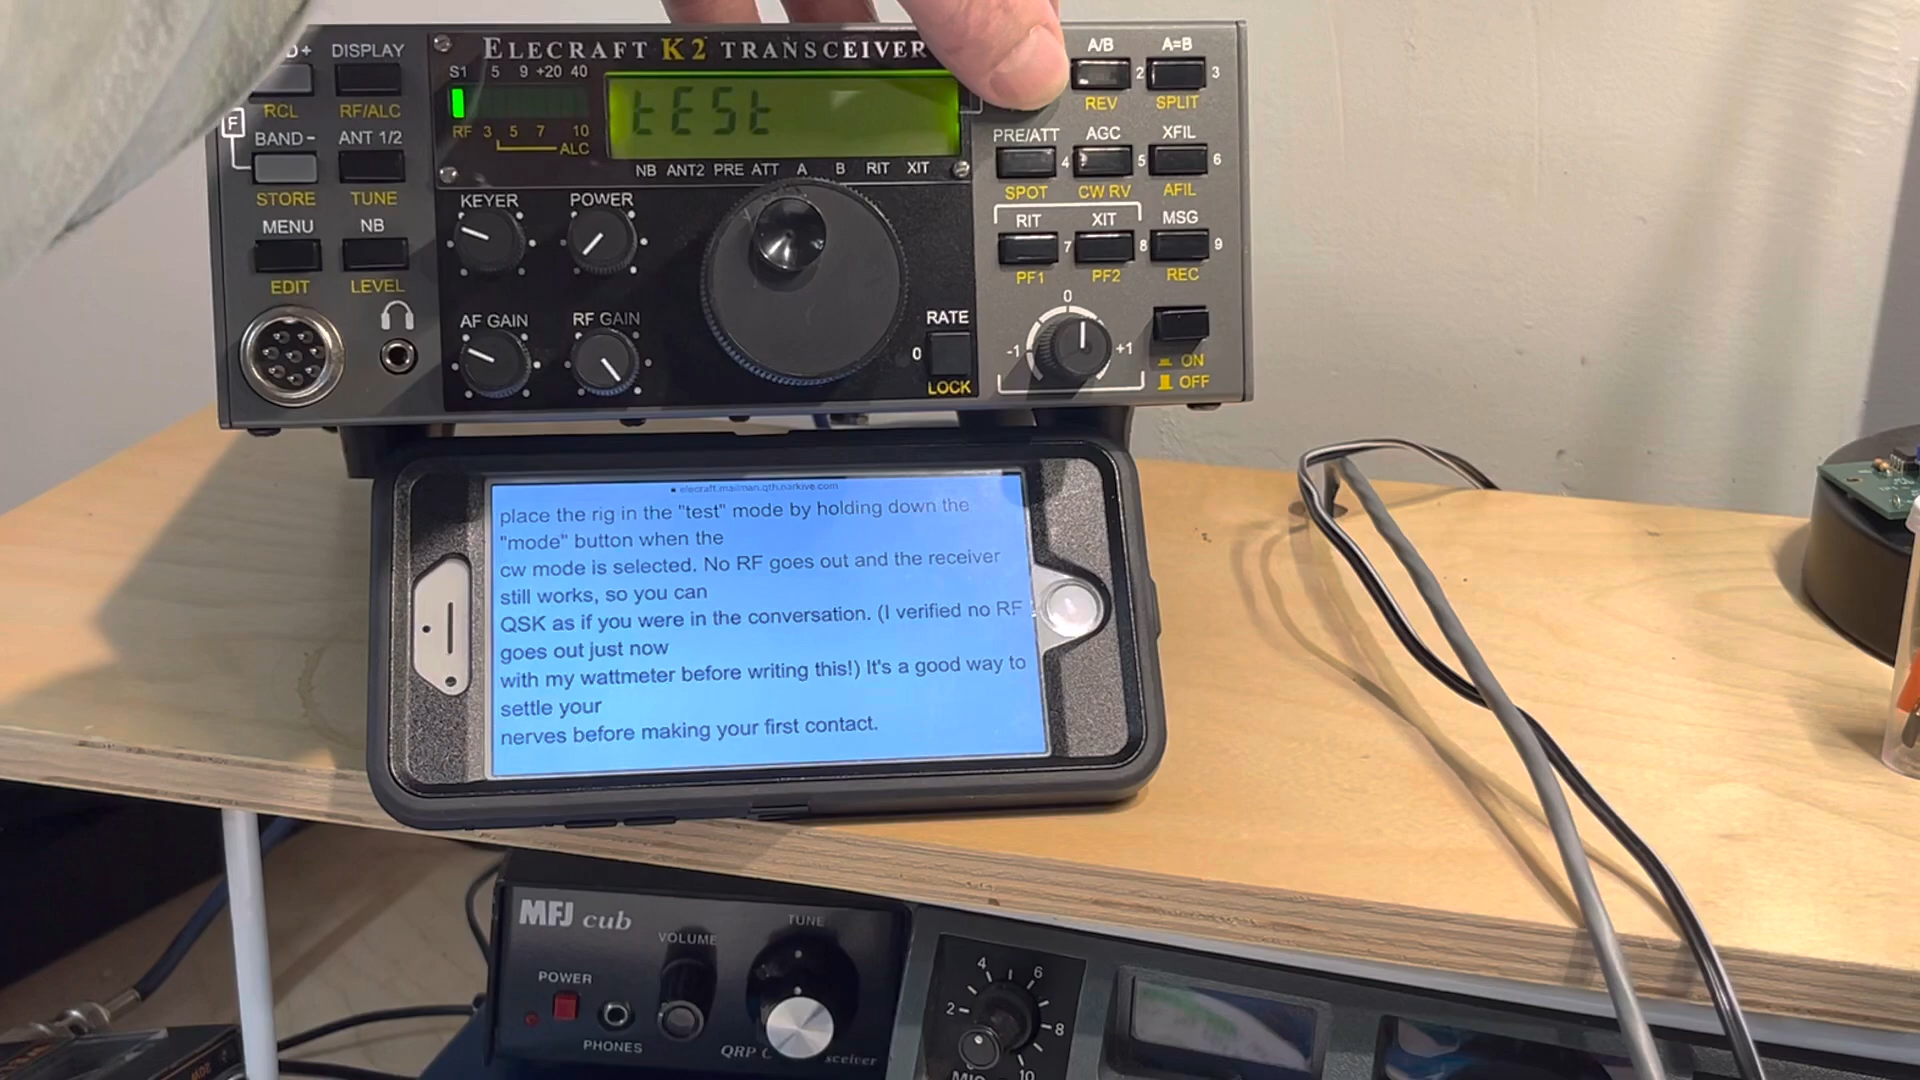 ELECRAFT K2 TRANSCEIVER
D+ DISPLAY
RCL RF/ALC
F
BAND- ANT 1/2
STORE TUNE
MENU NB
EDIT LEVEL
S1 5 9 +20 40
RF 3 5 7 10
ALC
tESt
NB ANT2 PRE ATT A B RIT XIT
KEYER POWER
AF GAIN RF GAIN
RATE
0
LOCK
A/B A=B
2 3
REV SPLIT
PRE/ATT AGC XFIL
4 5 6
SPOT CW RV AFIL
RIT XIT MSG
7 8 9
PF1 PF2 REC
0
-1 +1
ON
OFF
elecraft.mailman.qth.narkive.com
place the rig in the "test" mode by holding down the
"mode" button when the
cw mode is selected. No RF goes out and the receiver
still works, so you can
QSK as if you were in the conversation. (I verified no RF
goes out just now
with my wattmeter before writing this!) It's a good way to
settle your
nerves before making your first contact.
MFJ cub
VOLUME TUNE
POWER
PHONES
QRP
sceiver
2 4 6 8 10
20W